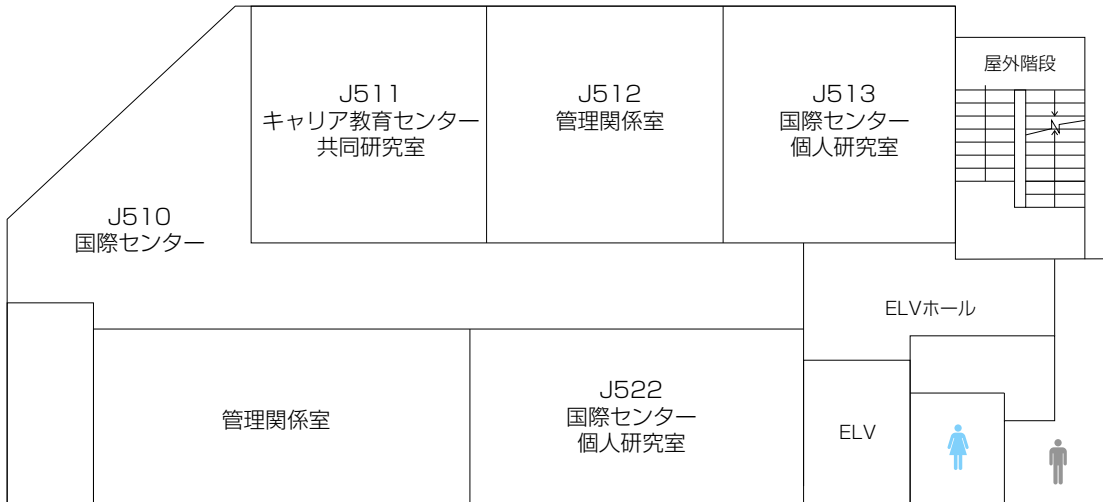 J511
キャリア教育センター
共同研究室
J512
管理関係室
J513
国際センター
個人研究室
屋外階段
J510
国際センター
ELVホール
管理関係室
J522
国際センター
個人研究室
ELV